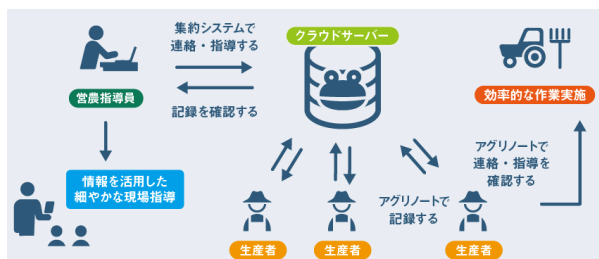 集約システムで
連絡・指導する
クラウドサーバー
営農指導員
記録を確認する
効率的な作業実施
情報を活用した
細やかな現場指導
アグリノートで
連絡・指導を
確認する
アグリノートで
記録する
生産者
生産者
生産者